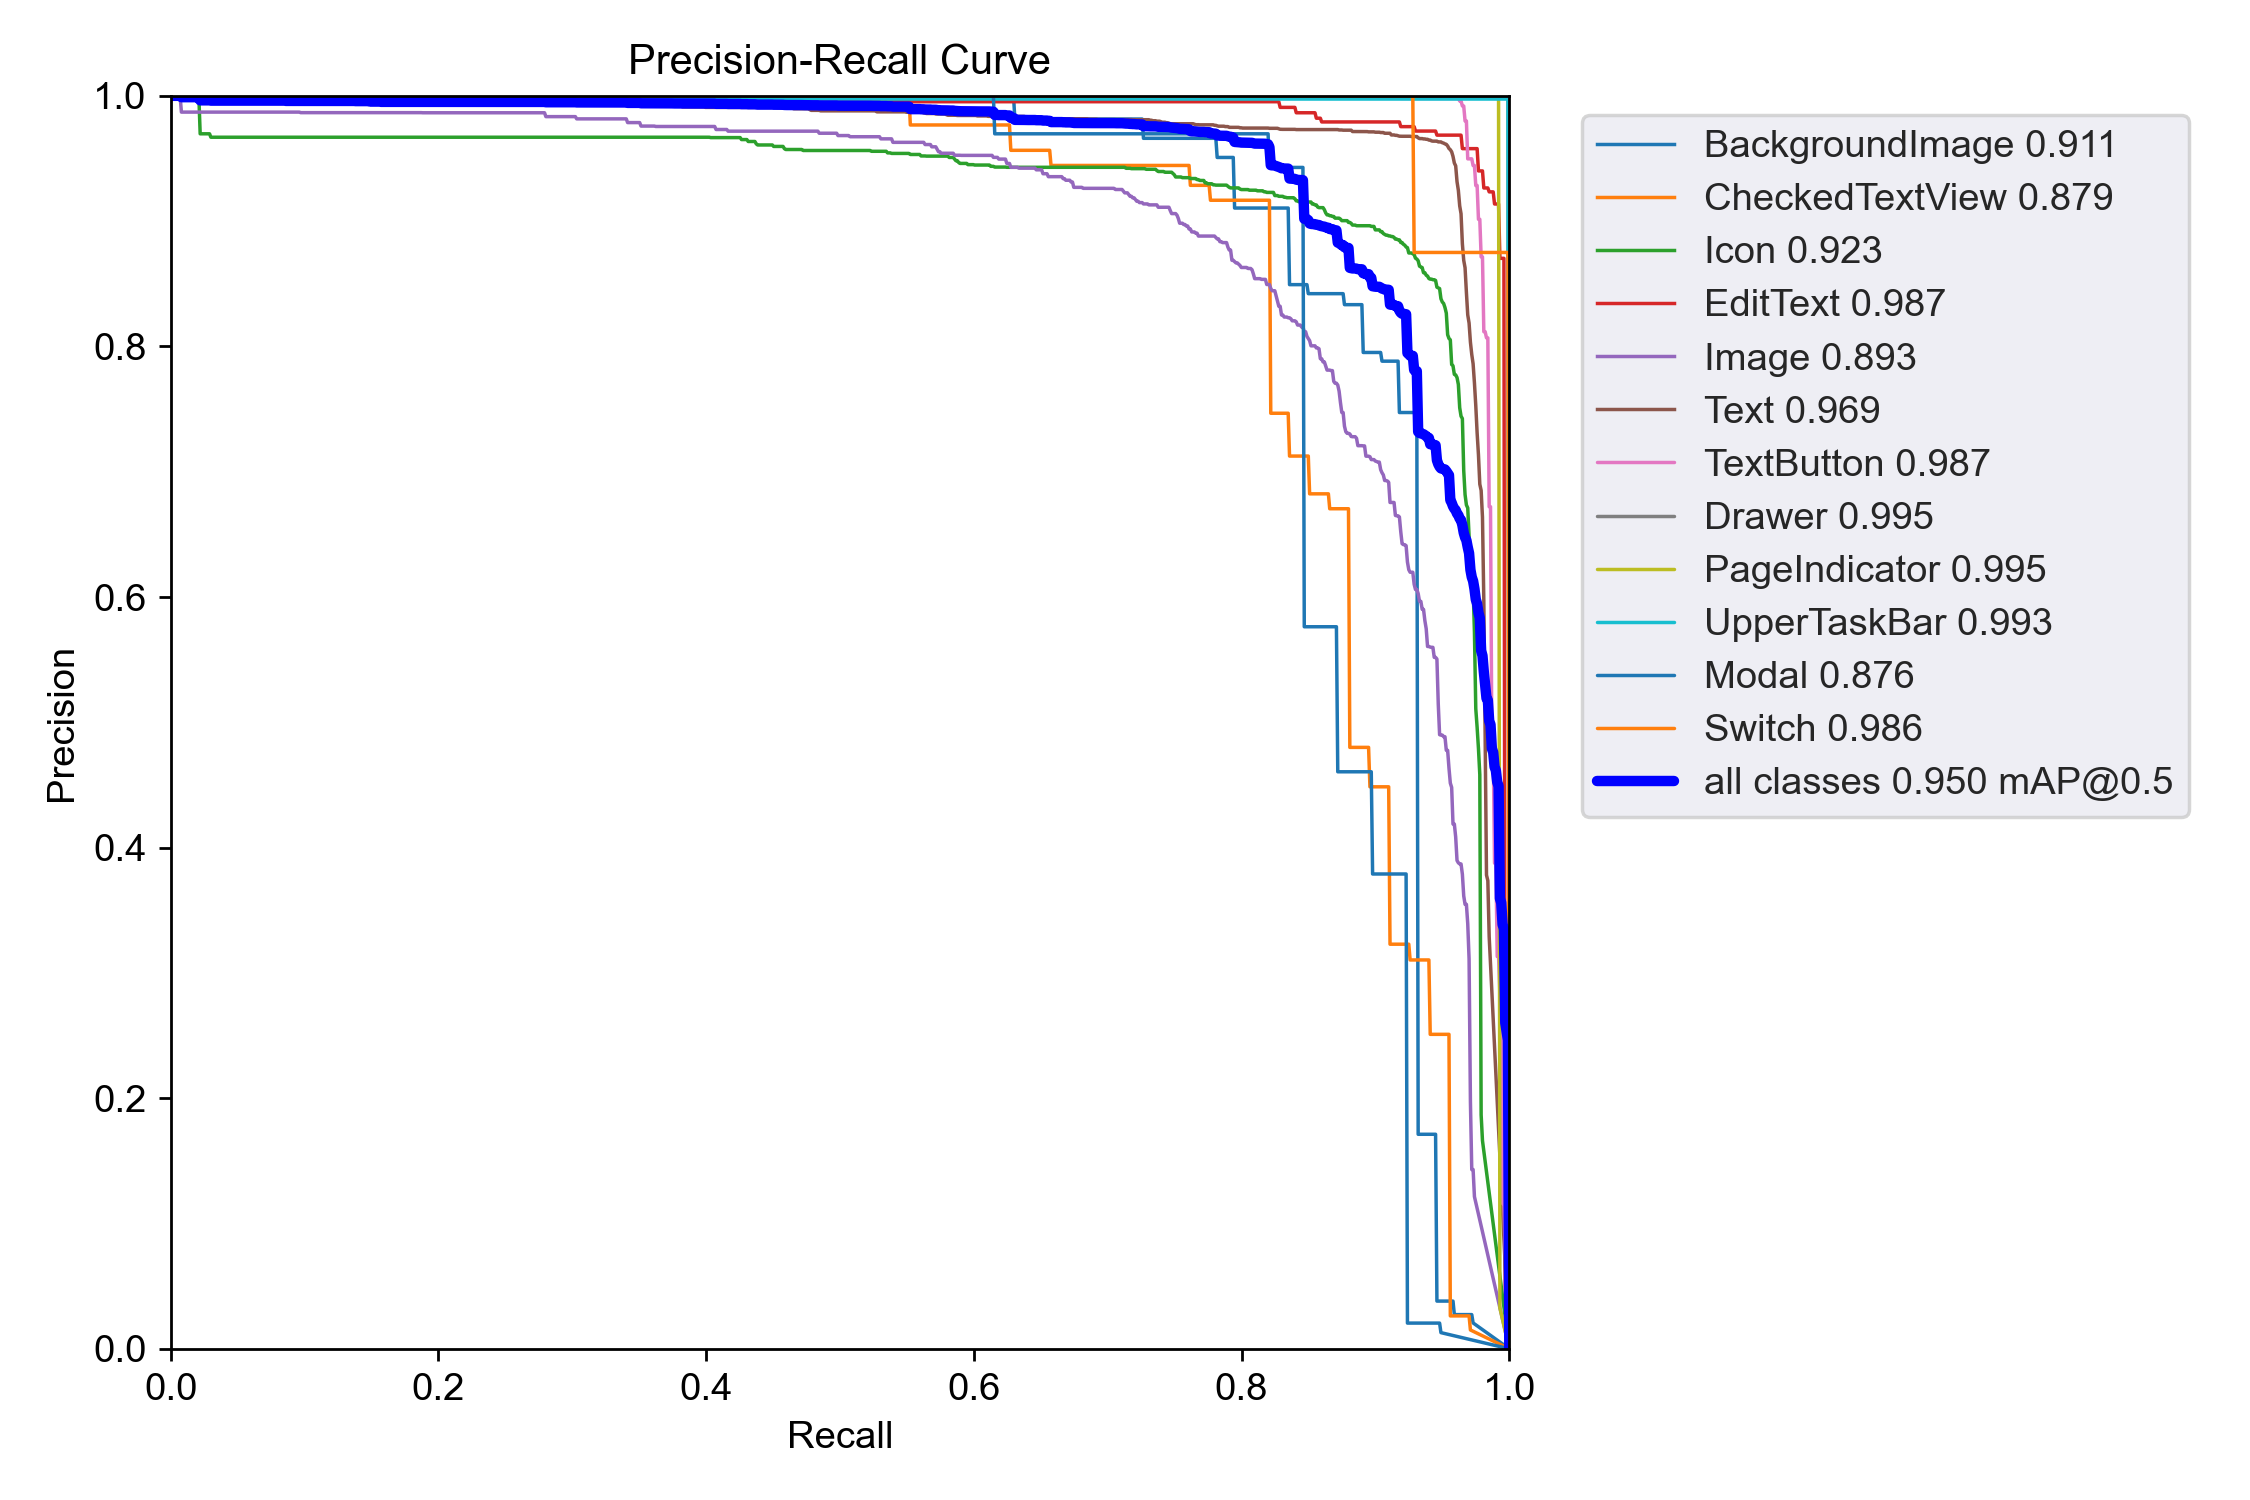 Precision-Recall Curve
1.0
0.8
0.6
0.4
0.2
0.0
Precision
0.0 0.2 0.4 0.6 0.8 1.0
Recall
BackgroundImage 0.911
CheckedTextView 0.879
Icon 0.923
EditText 0.987
Image 0.893
Text 0.969
TextButton 0.987
Drawer 0.995
PageIndicator 0.995
UpperTaskBar 0.993
Modal 0.876
Switch 0.986
all classes 0.950 mAP@0.5